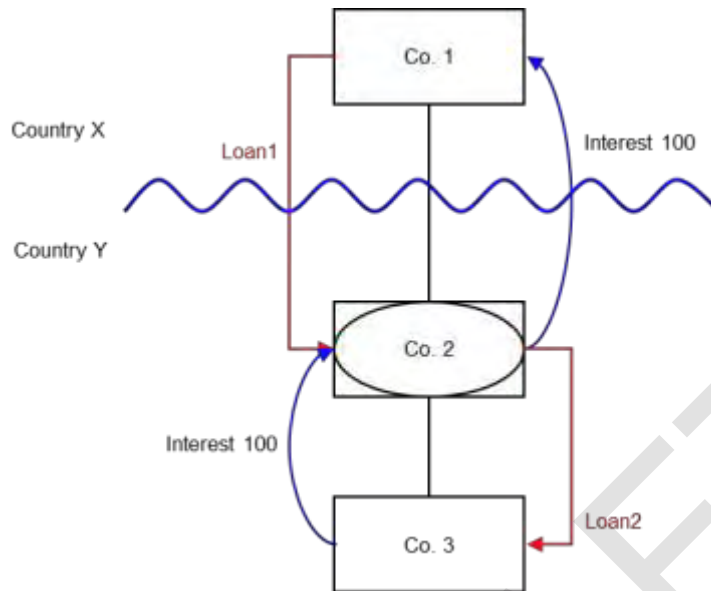 Co. 1
Country X
Loan1
Interest 100
Country Y
Co. 2
Interest 100
Loan2
Co. 3